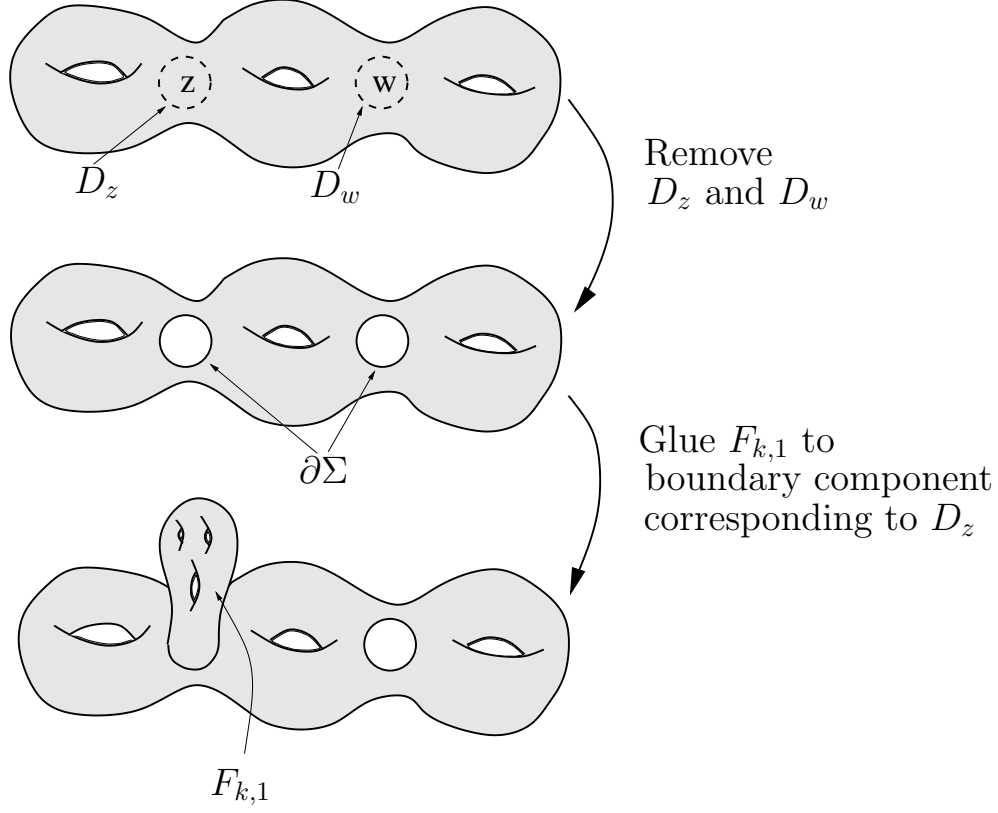 z
w
D_z
D_w
Remove
D_z and D_w
∂Σ
Glue F_{k,1} to
boundary component
corresponding to D_z
F_{k,1}